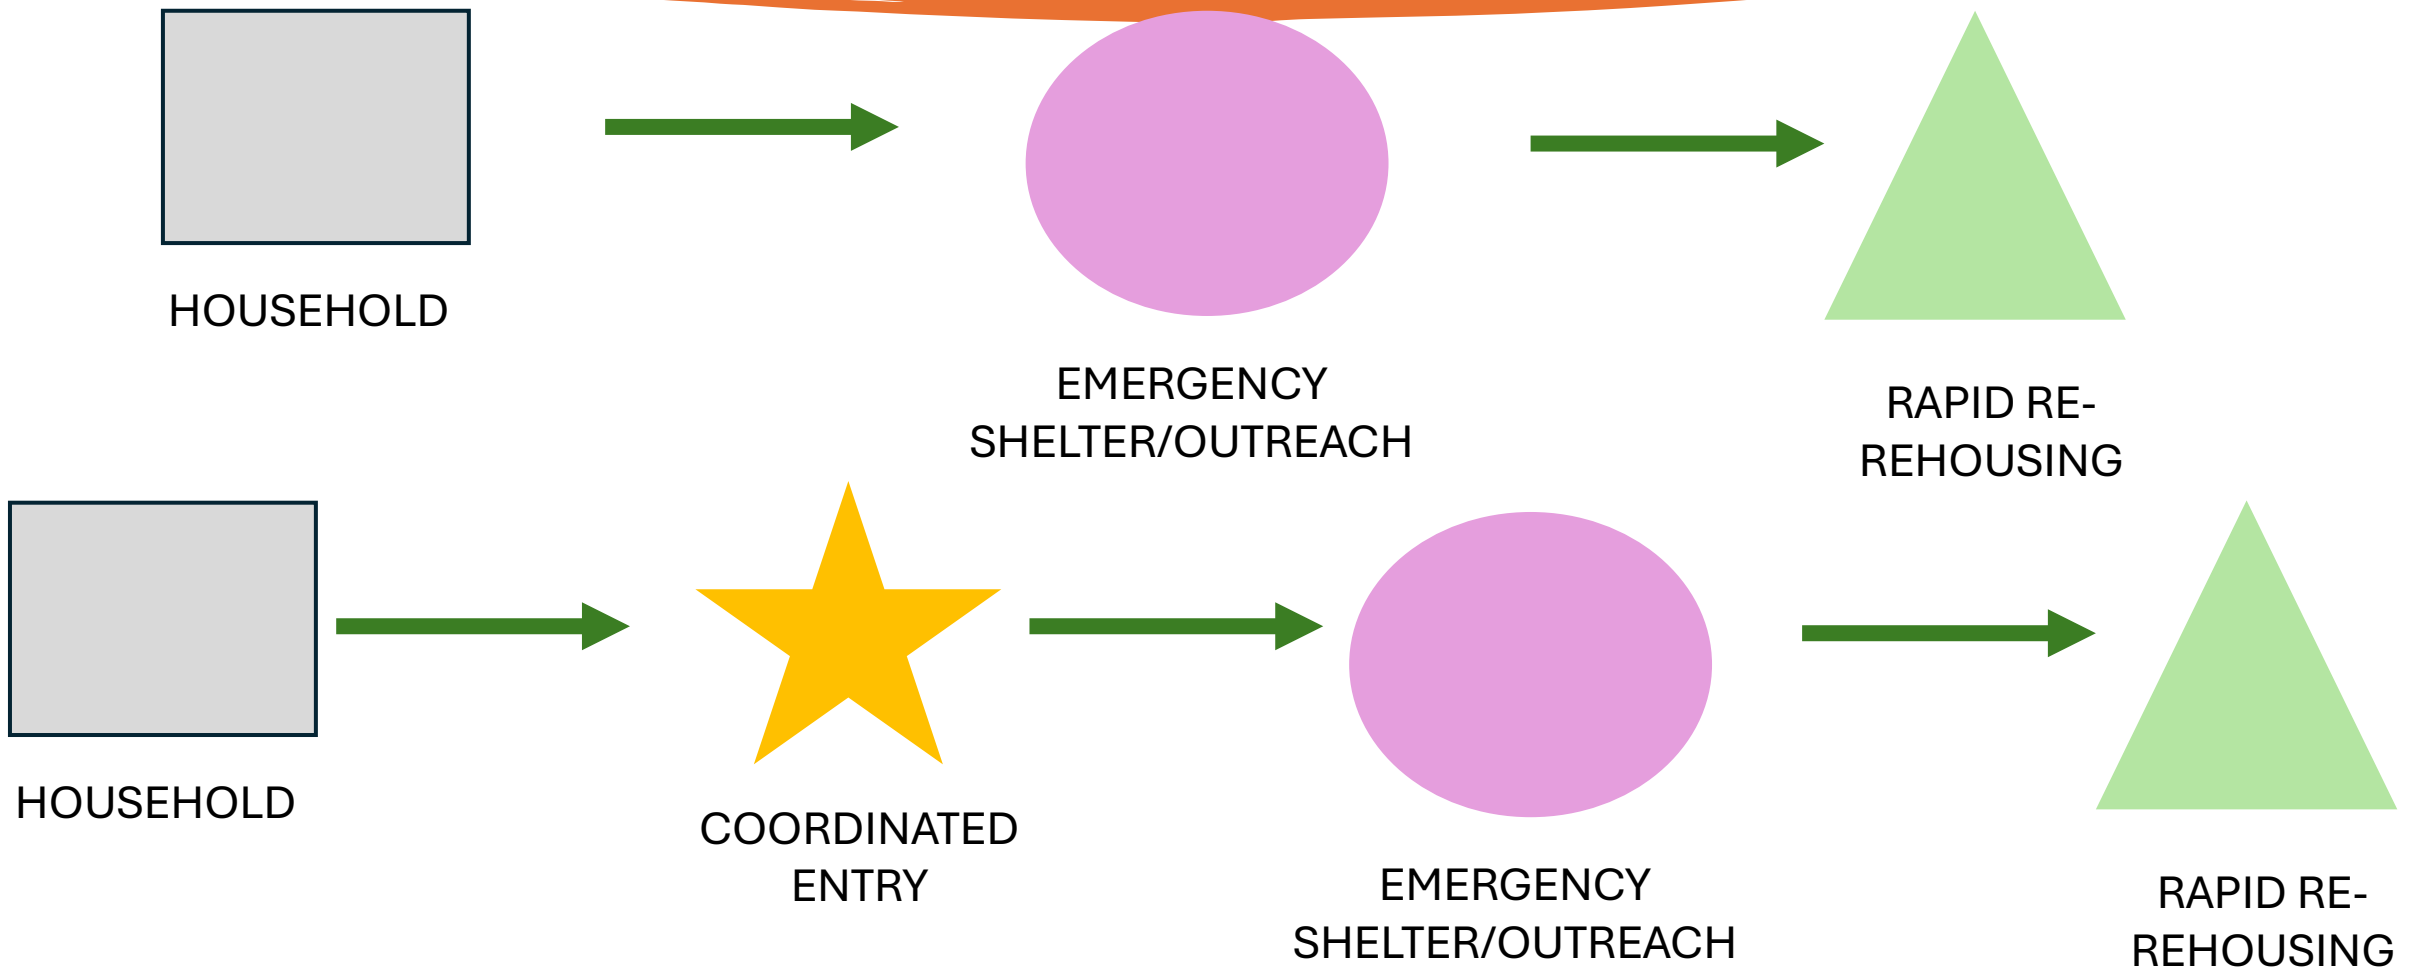 HOUSEHOLD
EMERGENCY
SHELTER/OUTREACH
RAPID RE-
REHOUSING
HOUSEHOLD
COORDINATED
ENTRY
EMERGENCY
SHELTER/OUTREACH
RAPID RE-
REHOUSING